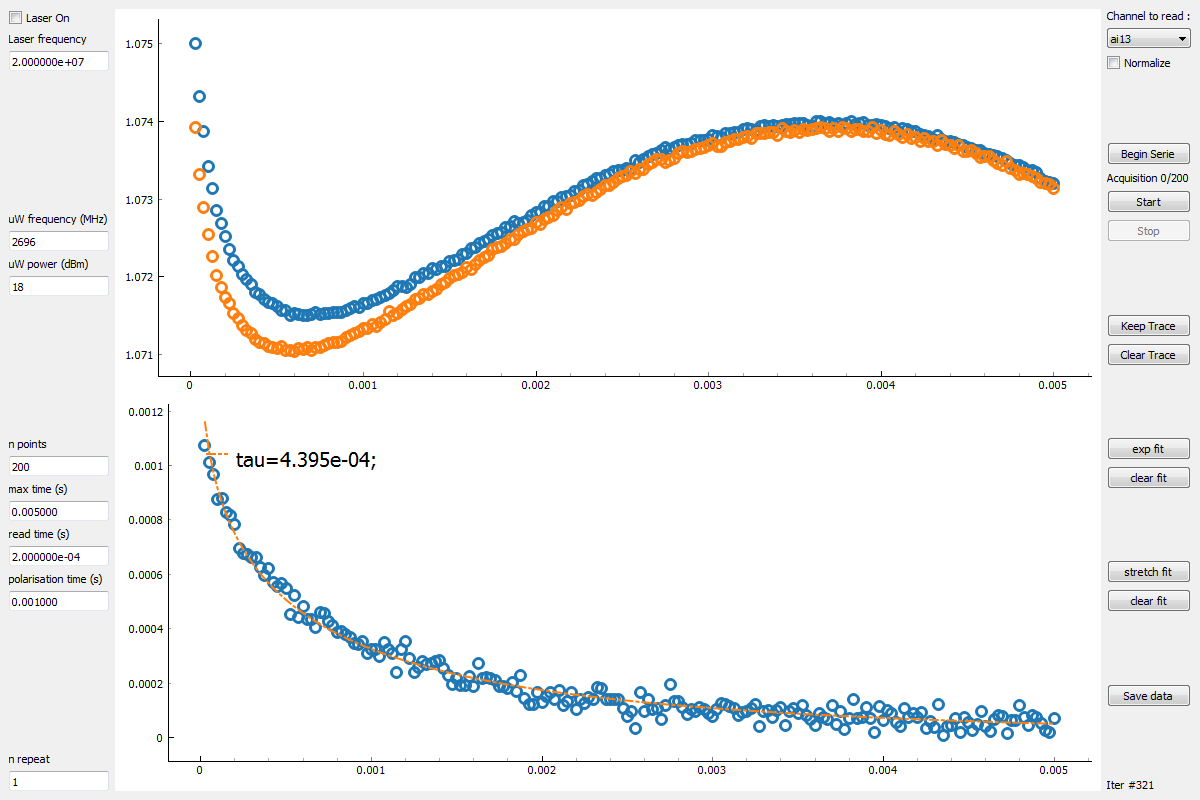 Laser On
Laser frequency
2.000000e+07
uW frequency (MHz)
2696
uW power (dBm)
18
n points
200
max time (s)
0.005000
read time (s)
2.000000e-04
polarisation time (s)
0.001000
n repeat
1
1.075
1.074
1.073
1.072
1.071
0 0.001 0.002 0.003 0.004 0.005
0.0012
0.001
0.0008
0.0006
0.0004
0.0002
0
tau=4.395e-04;
0 0.001 0.002 0.003 0.004 0.005
Channel to read :
ai13
Normalize
Begin Serie
Acquisition 0/200
Start
Stop
Keep Trace
Clear Trace
exp fit
clear fit
stretch fit
clear fit
Save data
Iter #321